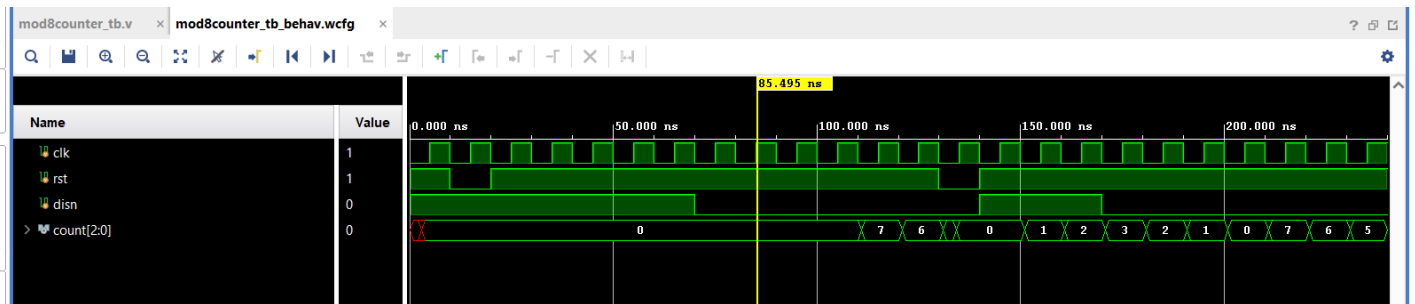 mod8counter_tb.v × mod8counter_tb_behav.wcfg × ?
85.495 ns
Name Value 0.000 ns 50.000 ns 100.000 ns 150.000 ns 200.000 ns
clk 1
rst 1
disn 0
count[2:0] 0 0 7 6 0 1 2 3 2 1 0 7 6 5